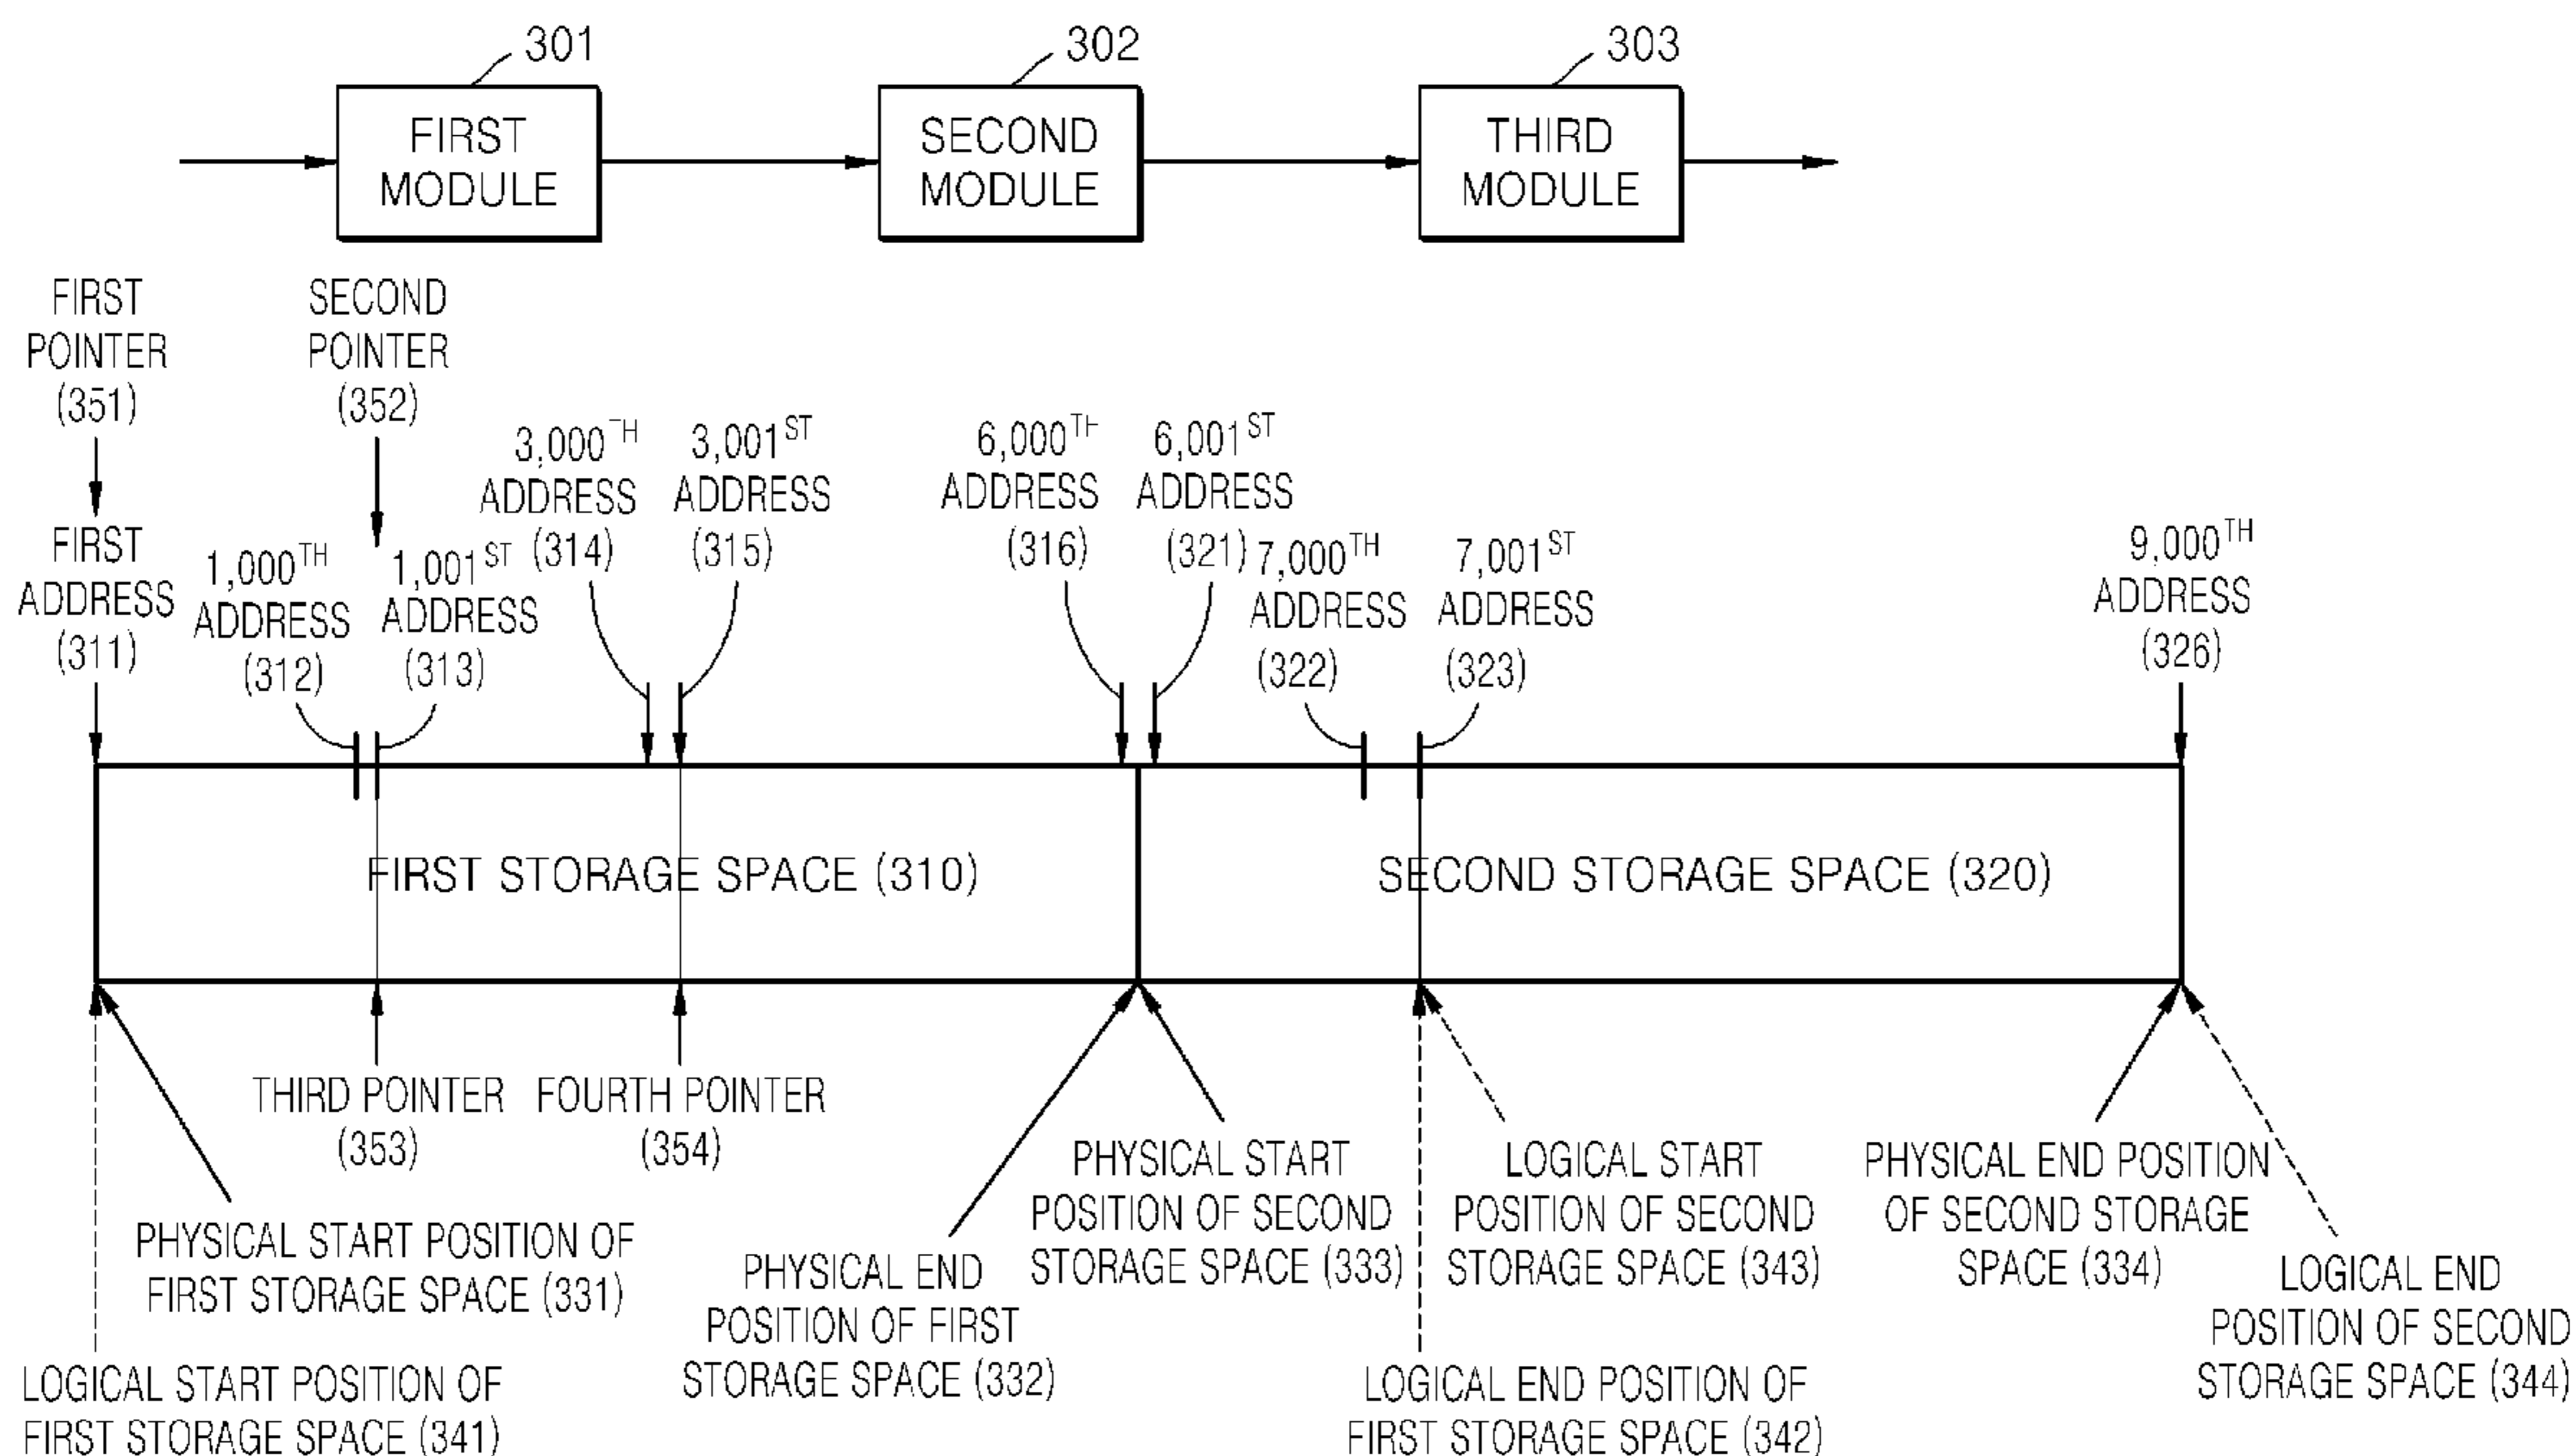 301
302
303
FIRST
MODULE
SECOND
MODULE
THIRD
MODULE
FIRST
POINTER
(351)
SECOND
POINTER
(352)
FIRST
ADDRESS
(311)
1,000TH
ADDRESS
(312)
1,001ST
ADDRESS
(313)
3,000TH
ADDRESS
(314)
3,001ST
ADDRESS
(315)
6,000TH
ADDRESS
(316)
6,001ST
ADDRESS
(321)
7,000TH
ADDRESS
(322)
7,001ST
ADDRESS
(323)
9,000TH
ADDRESS
(326)
FIRST STORAGE SPACE (310)
SECOND STORAGE SPACE (320)
THIRD POINTER
(353)
FOURTH POINTER
(354)
PHYSICAL START POSITION OF
FIRST STORAGE SPACE (331)
LOGICAL START POSITION OF
FIRST STORAGE SPACE (341)
PHYSICAL END
POSITION OF FIRST
STORAGE SPACE (332)
PHYSICAL START
POSITION OF SECOND
STORAGE SPACE (333)
LOGICAL START
POSITION OF SECOND
STORAGE SPACE (343)
LOGICAL END POSITION OF
FIRST STORAGE SPACE (342)
PHYSICAL END POSITION
OF SECOND STORAGE
SPACE (334)
LOGICAL END
POSITION OF SECOND
STORAGE SPACE (344)